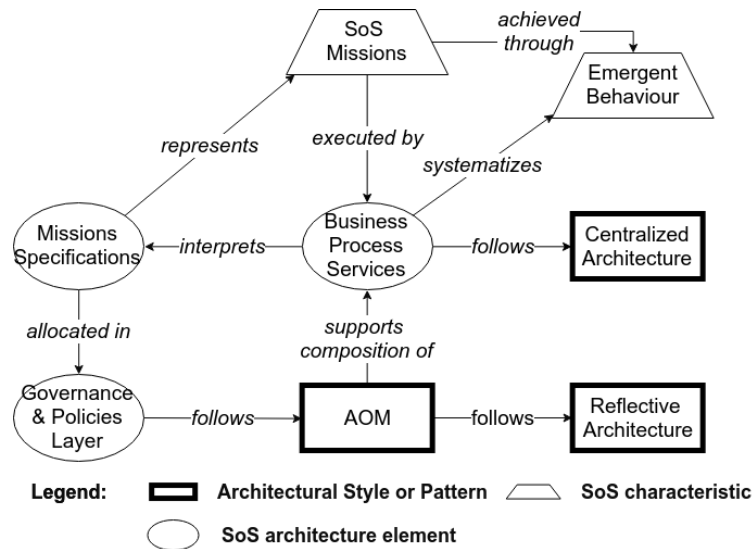 SoS
Missions
achieved
through
Emergent
Behaviour
represents
executed by
systematizes
Missions
Specifications
interprets
Business
Process
Services
follows
Centralized
Architecture
allocated in
supports
composition of
Governance
& Policies
Layer
follows
AOM
follows
Reflective
Architecture
Legend:
Architectural Style or Pattern
SoS characteristic
SoS architecture element